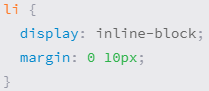 li {
  display: inline-block;
  margin: 0 10px;
}